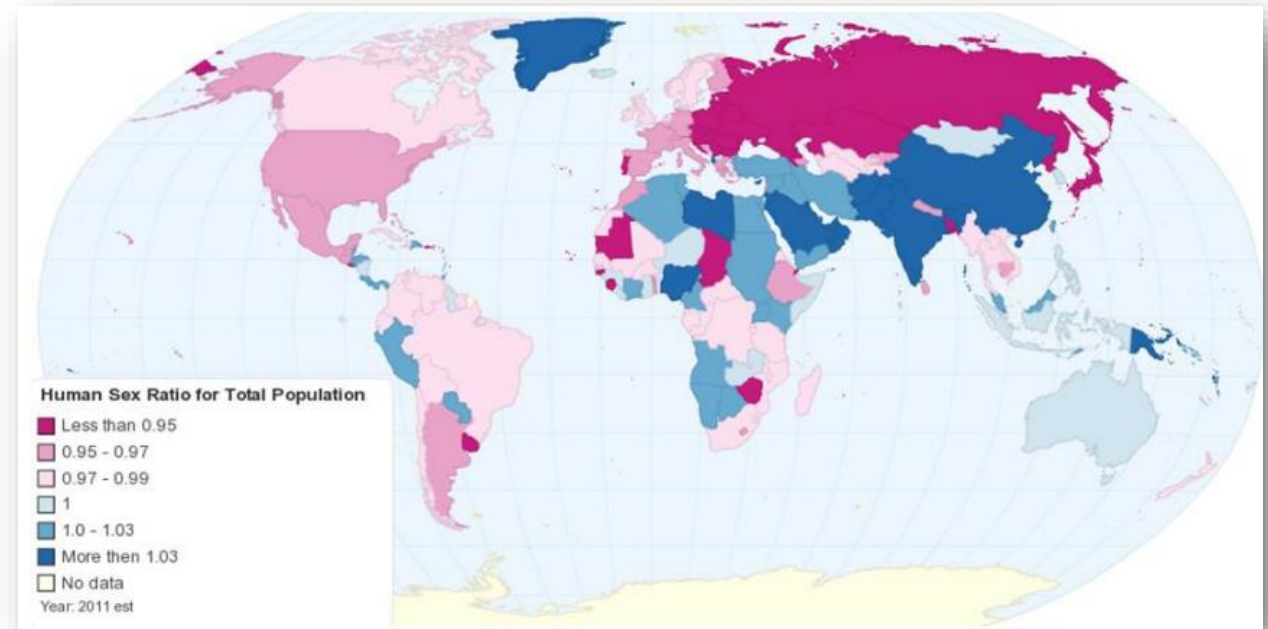 Human Sex Ratio for Total Population
Less than 0.95
0.95 - 0.97
0.97 - 0.99
1
1.0 - 1.03
More then 1.03
No data
Year: 2011 est